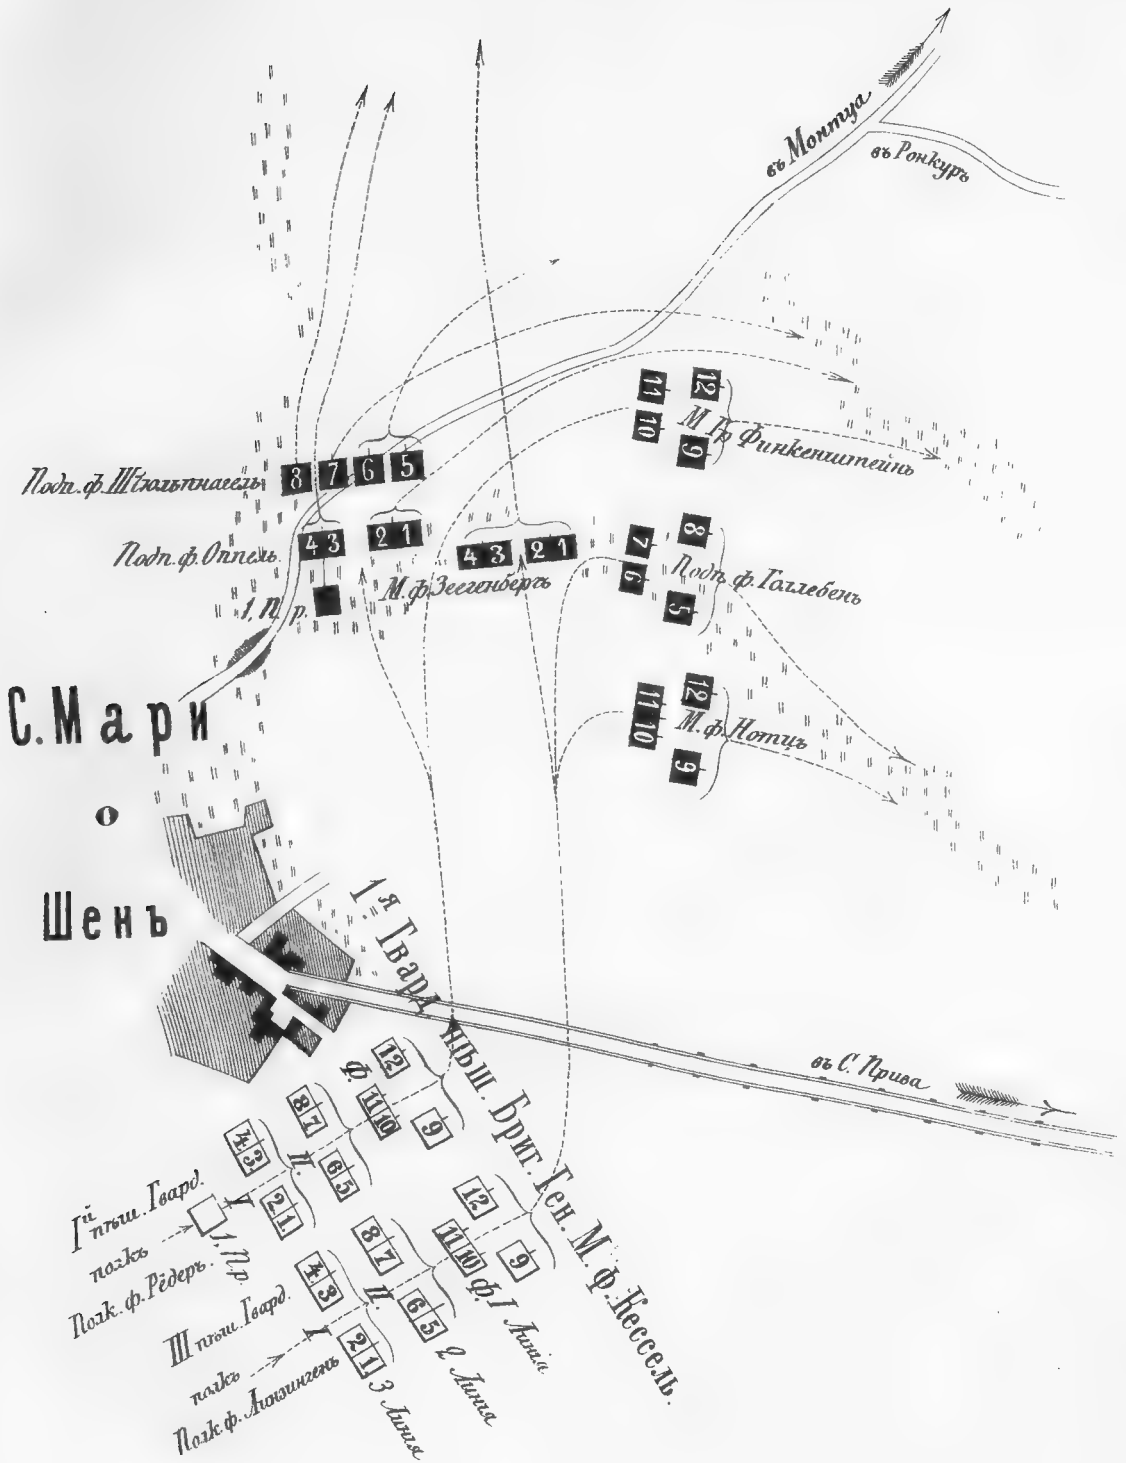 въ Монтуа
въ Ронкуръ
11 12
10 9
М Гр Финкенштейнъ
Подп. ф. Штюльпнагель
8 7 6 5
Подп. ф. Оппель
4 3 2 1
4 3 2 1
М. ф. Зеегенбергъ
7 8
6 5
Подп. ф. Голлебенъ
1, П. р.
11 12
10 9
М. ф. Нотцъ
С. Мари
о
Шенъ
въ С. Прива
1я Гвард. пѣш. Бриг. Ген. М. ф. Кессель.
ф.
12
11 10
9
8 7
II.
6 5
4 3
I
2 1
Iй пѣш. Гвард.
полкъ
Полк. ф. Рёдеръ.
1, П. р.
12
11 10
9
ф. 1 Линія
8 7
II.
6 5
2 Линія
4 3
I
2 1
3 Линія
III пѣш. Гвард.
полкъ
Полк. ф. Линзингенъ